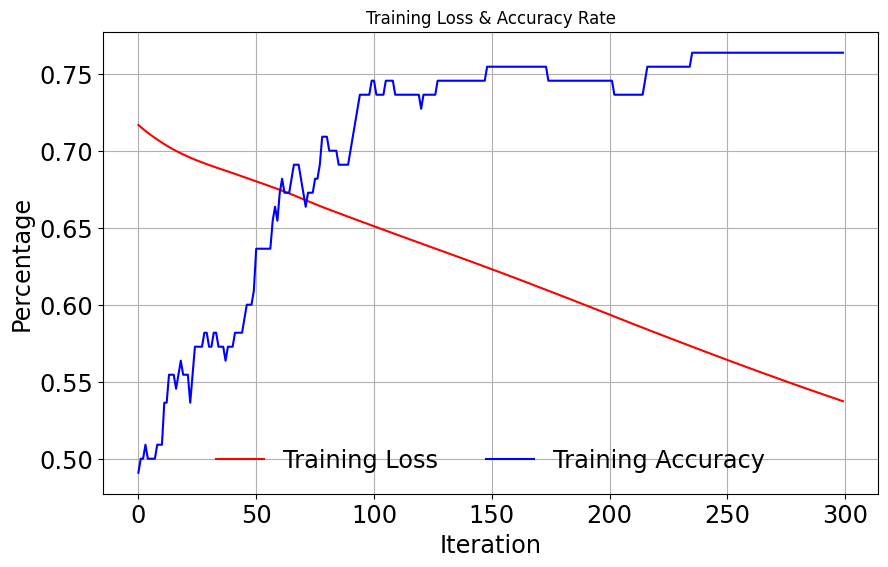 Training Loss & Accuracy Rate
0.75
0.70
0.65
0.60
0.55
0.50
Percentage
Training Loss Training Accuracy
0 50 100 150 200 250 300
Iteration